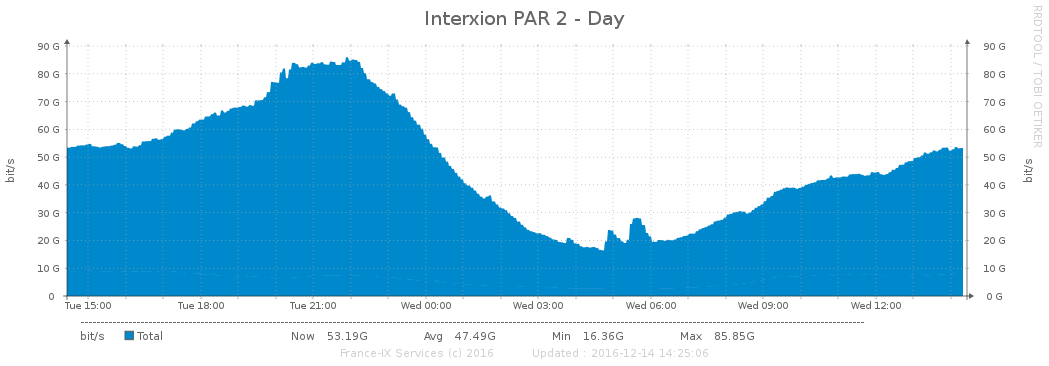 Interxion PAR 2 - Day
RRDTOOL / TOBI OETIKER
90 G 90 G
80 G 80 G
70 G 70 G
60 G 60 G
50 G 50 G
40 G 40 G
30 G 30 G
20 G 20 G
10 G 10 G
0 0 G
bit/s bit/s
Tue 15:00 Tue 18:00 Tue 21:00 Wed 00:00 Wed 03:00 Wed 06:00 Wed 09:00 Wed 12:00
bit/s Total Now 53.19G Avg 47.49G Min 16.36G Max 85.85G
France-IX Services (c) 2016 Updated : 2016-12-14 14:25:06